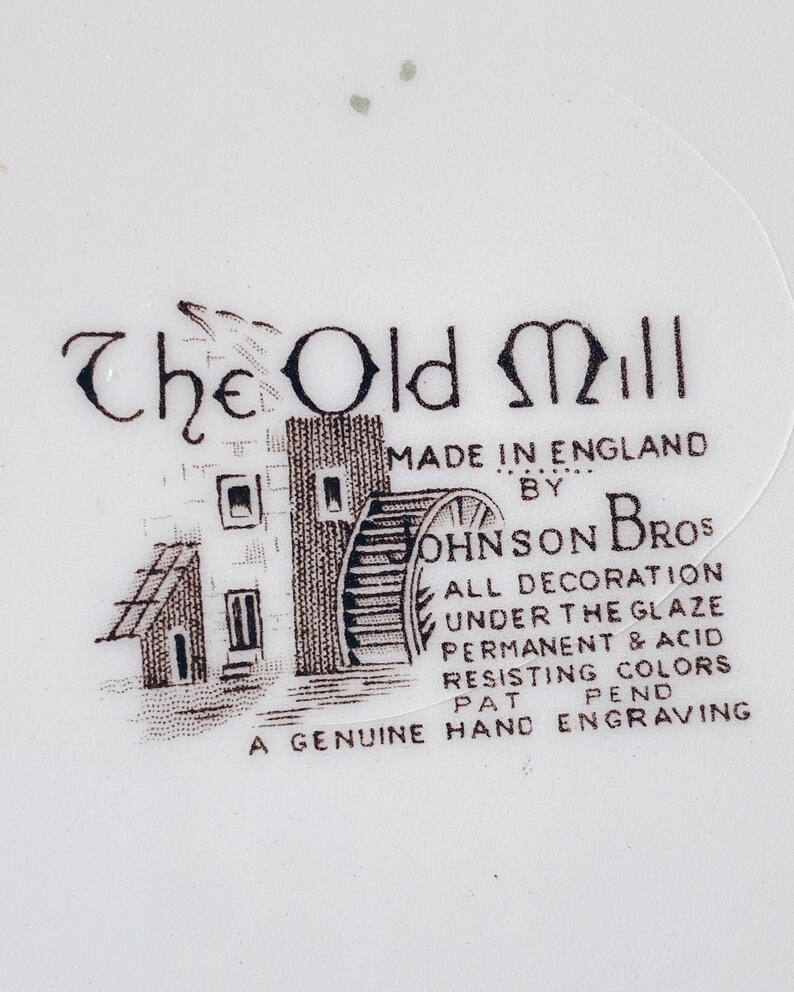 The Old Mill
MADE IN ENGLAND
BY
JOHNSON BROS
ALL DECORATION
UNDER THE GLAZE
PERMANENT & ACID
RESISTING COLORS
PAT PEND
A GENUINE HAND ENGRAVING